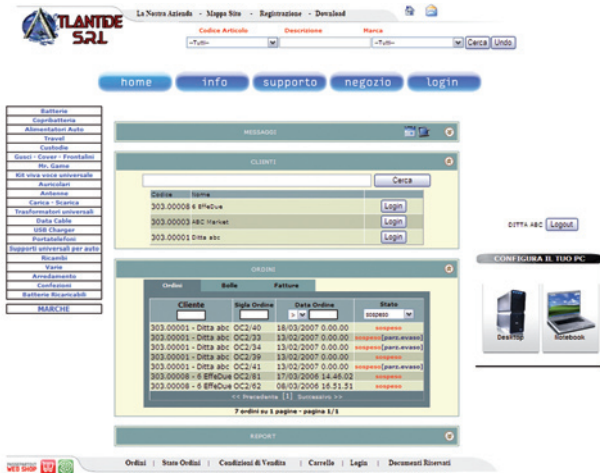 TLANTIDE
S.R.L
La Nostra Azienda - Mappa Sito - Registrazione - Download
Codice Articolo Descrizione Marca
--Tutti-- --Tutti-- Cerca Undo
home info supporto negozio login
Batterie
Copribatteria
Alimentatori Auto
Travel
Custodie
Gusci - Cover - Frontalini
Mr. Game
Kit viva voce universale
Auricolari
Antenne
Carica - Scarica
Trasformatori universali
Data Cable
USB Charger
Portatelefoni
Supporti universali per auto
Ricambi
Varie
Arredamento
Confezioni
Batterie Ricaricabili
MARCHE
MESSAGGI
CLIENTI
Cerca
Codice Nome
303.00008 6 EffeDue Login
303.00003 ABC Market Login
303.00001 Ditta abc Login
ORDINI
Ordini Bolle Fatture
Cliente Sigla Ordine Data Ordine Stato
> sospeso
303.00001 - Ditta abc OC2/40 16/03/2007 0.00.00 sospeso
303.00001 - Ditta abc OC2/33 13/02/2007 0.00.00 sospeso[parz.evaso]
303.00001 - Ditta abc OC2/34 13/02/2007 0.00.00 sospeso[parz.evaso]
303.00001 - Ditta abc OC2/39 13/02/2007 0.00.00 sospeso
303.00001 - Ditta abc OC2/41 13/02/2007 0.00.00 sospeso[parz.evaso]
303.00008 - 6 EffeDue OC2/81 17/03/2006 14.46.02 sospeso
303.00008 - 6 EffeDue OC2/62 08/03/2006 16.51.51 sospeso
<< Precedente [1] Successivo >>
7 ordini su 1 pagine - pagina 1/1
REPORT
DITTA ABC Logout
CONFIGURA IL TUO PC
Desktop Notebook
WEB SHOP
Ordini | Stato Ordini | Condizioni di Vendita | Carrello | Login | Documenti Riservati